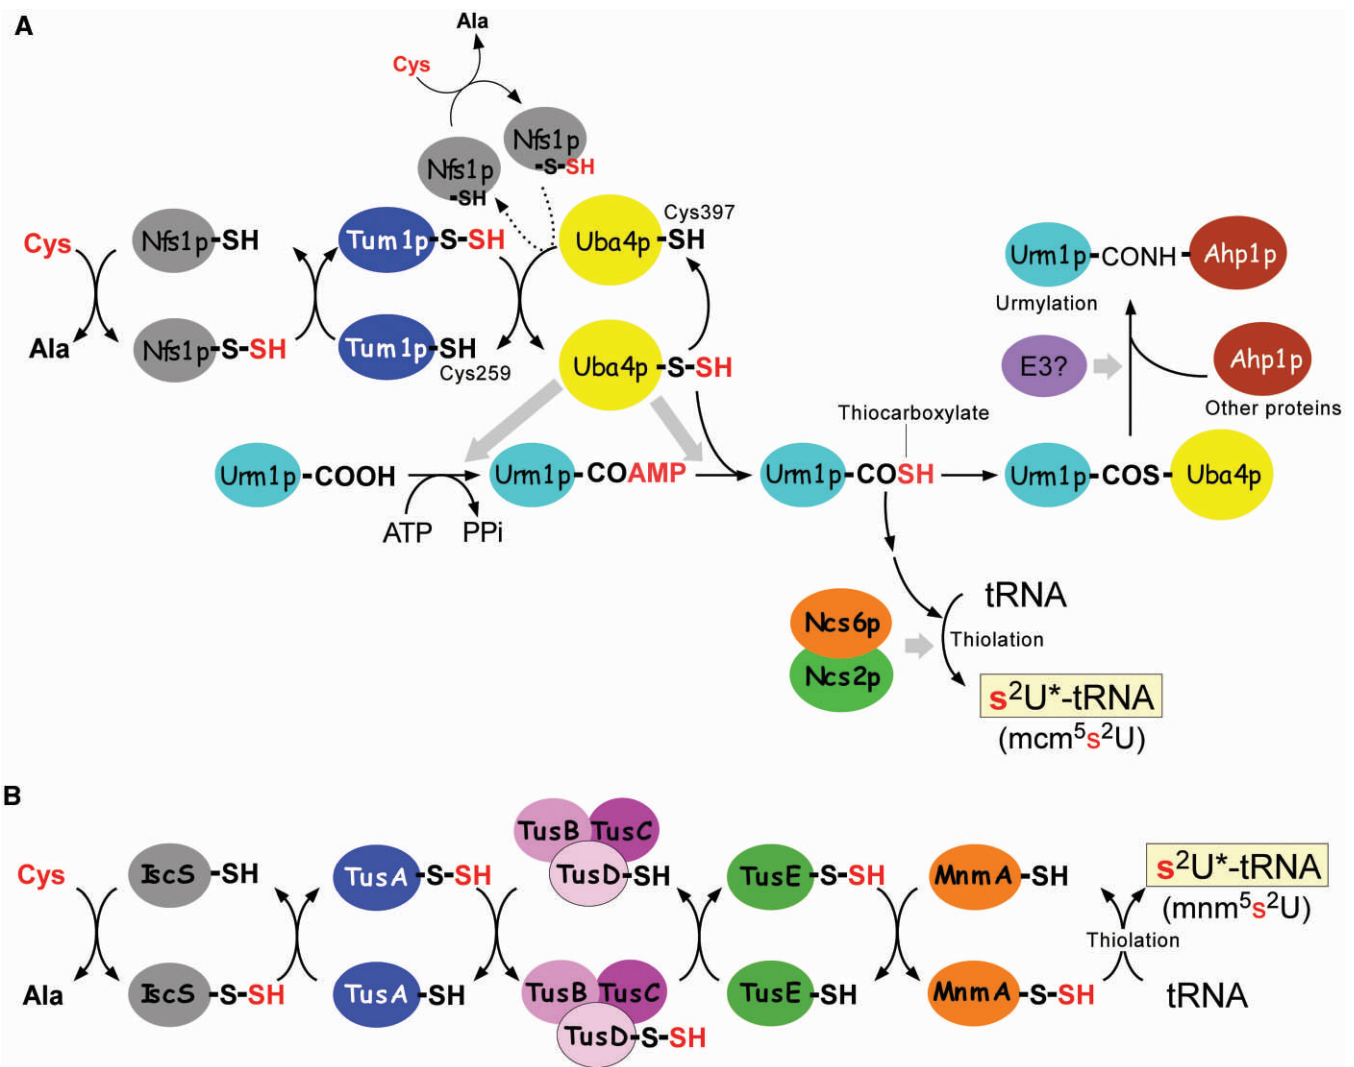 A
Ala
Cys
Nfs1p
-S-SH
Nfs1p
-SH
Cys397
Cys
Nfs1p-SH
Tum1p-S-SH
Uba4p-SH
Urm1p-CONH-Ahp1p
Urmylation
Ala
Nfs1p-S-SH
Tum1p-SH
Cys259
Uba4p-S-SH
E3?
Ahp1p
Other proteins
Thiocarboxylate
Urm1p-COOH
Urm1p-COAMP
Urm1p-COSH
Urm1p-COS-Uba4p
ATP
PPi
tRNA
Ncs6p
Thiolation
Ncs2p
s²U*-tRNA
(mcm⁵s²U)
B
TusB
TusC
Cys
IscS-SH
TusA-S-SH
TusD-SH
TusE-S-SH
MnmA-SH
s²U*-tRNA
(mnm⁵s²U)
Thiolation
Ala
IscS-S-SH
TusA-SH
TusB
TusC
TusE-SH
MnmA-S-SH
tRNA
TusD-S-SH